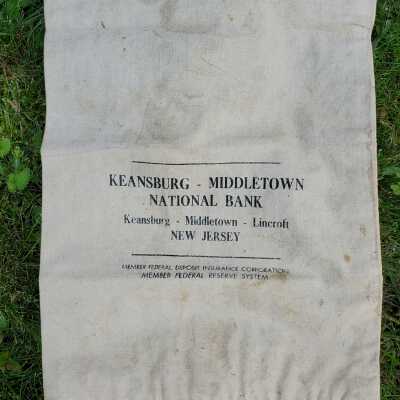 KEANSBURG - MIDDLETOWN
NATIONAL BANK
Keansburg - Middletown - Lincroft
NEW JERSEY
MEMBER FEDERAL DEPOSIT INSURANCE CORPORATION
MEMBER FEDERAL RESERVE SYSTEM